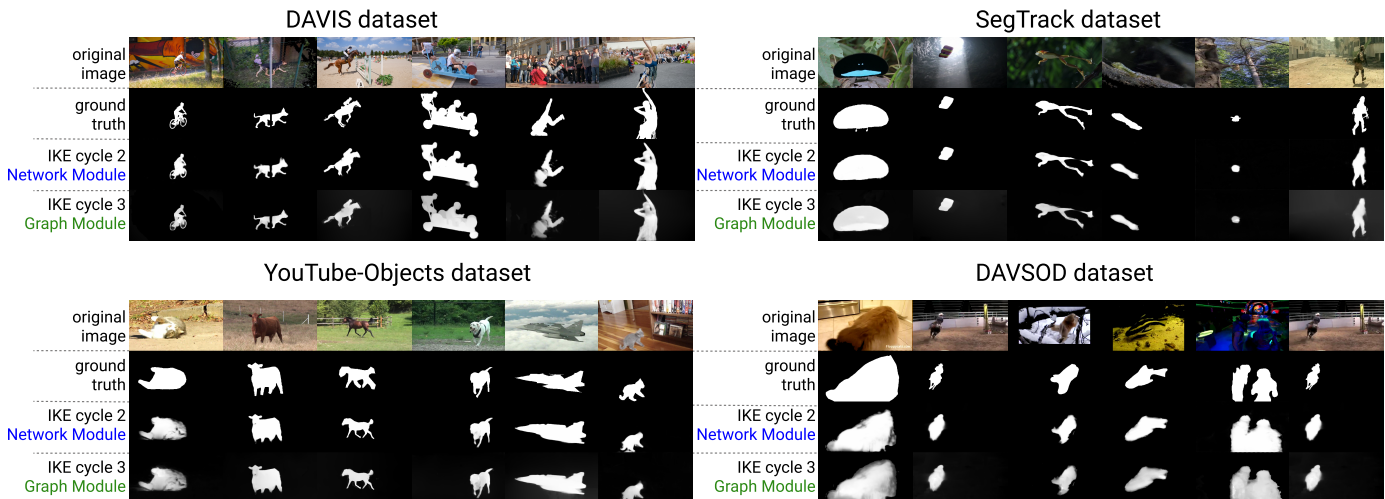 DAVIS dataset
original
image
ground
truth
IKE cycle 2
Network Module
IKE cycle 3
Graph Module
SegTrack dataset
original
image
ground
truth
IKE cycle 2
Network Module
IKE cycle 3
Graph Module
YouTube-Objects dataset
original
image
ground
truth
IKE cycle 2
Network Module
IKE cycle 3
Graph Module
DAVSOD dataset
original
image
ground
truth
IKE cycle 2
Network Module
IKE cycle 3
Graph Module